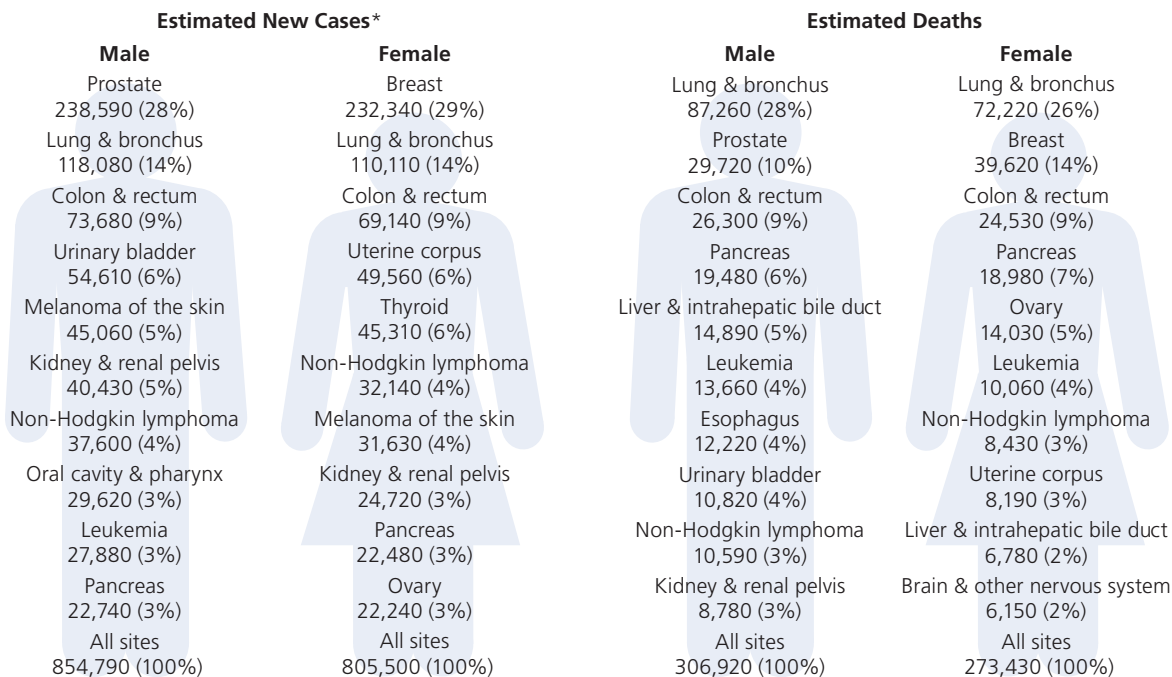 Estimated New Cases*
Male
Prostate
238,590 (28%)
Lung & bronchus
118,080 (14%)
Colon & rectum
73,680 (9%)
Urinary bladder
54,610 (6%)
Melanoma of the skin
45,060 (5%)
Kidney & renal pelvis
40,430 (5%)
Non-Hodgkin lymphoma
37,600 (4%)
Oral cavity & pharynx
29,620 (3%)
Leukemia
27,880 (3%)
Pancreas
22,740 (3%)
All sites
854,790 (100%)
Female
Breast
232,340 (29%)
Lung & bronchus
110,110 (14%)
Colon & rectum
69,140 (9%)
Uterine corpus
49,560 (6%)
Thyroid
45,310 (6%)
Non-Hodgkin lymphoma
32,140 (4%)
Melanoma of the skin
31,630 (4%)
Kidney & renal pelvis
24,720 (3%)
Pancreas
22,480 (3%)
Ovary
22,240 (3%)
All sites
805,500 (100%)
Estimated Deaths
Male
Lung & bronchus
87,260 (28%)
Prostate
29,720 (10%)
Colon & rectum
26,300 (9%)
Pancreas
19,480 (6%)
Liver & intrahepatic bile duct
14,890 (5%)
Leukemia
13,660 (4%)
Esophagus
12,220 (4%)
Urinary bladder
10,820 (4%)
Non-Hodgkin lymphoma
10,590 (3%)
Kidney & renal pelvis
8,780 (3%)
All sites
306,920 (100%)
Female
Lung & bronchus
72,220 (26%)
Breast
39,620 (14%)
Colon & rectum
24,530 (9%)
Pancreas
18,980 (7%)
Ovary
14,030 (5%)
Leukemia
10,060 (4%)
Non-Hodgkin lymphoma
8,430 (3%)
Uterine corpus
8,190 (3%)
Liver & intrahepatic bile duct
6,780 (2%)
Brain & other nervous system
6,150 (2%)
All sites
273,430 (100%)